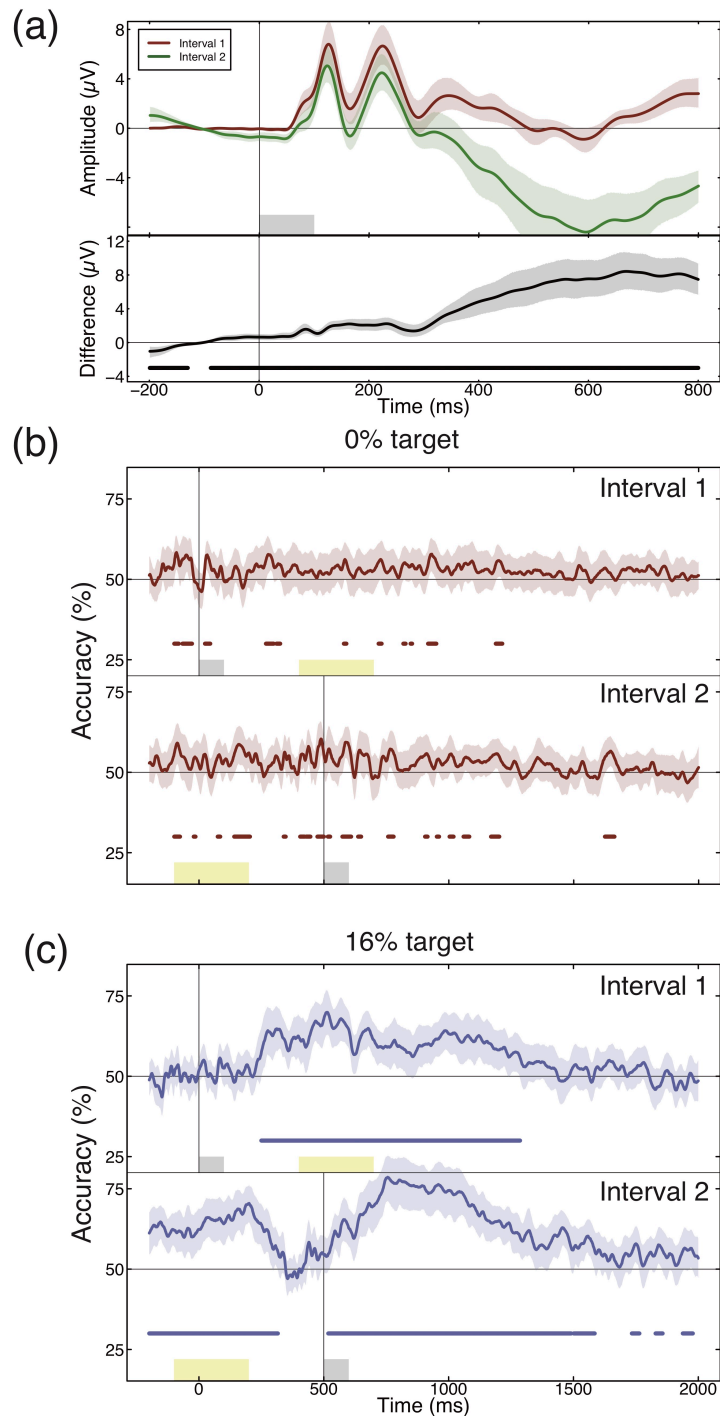 (a)
8
4
0
−4
Amplitude (µV)
Interval 1
Interval 2
12
8
4
0
−4
Difference (µV)
−200 0 200 400 600 800
Time (ms)
(b)
0% target
Interval 1
75
50
25
Interval 2
75
50
25
Accuracy (%)
(c)
16% target
Interval 1
75
50
25
Interval 2
75
50
25
Accuracy (%)
0 500 1000 1500 2000
Time (ms)